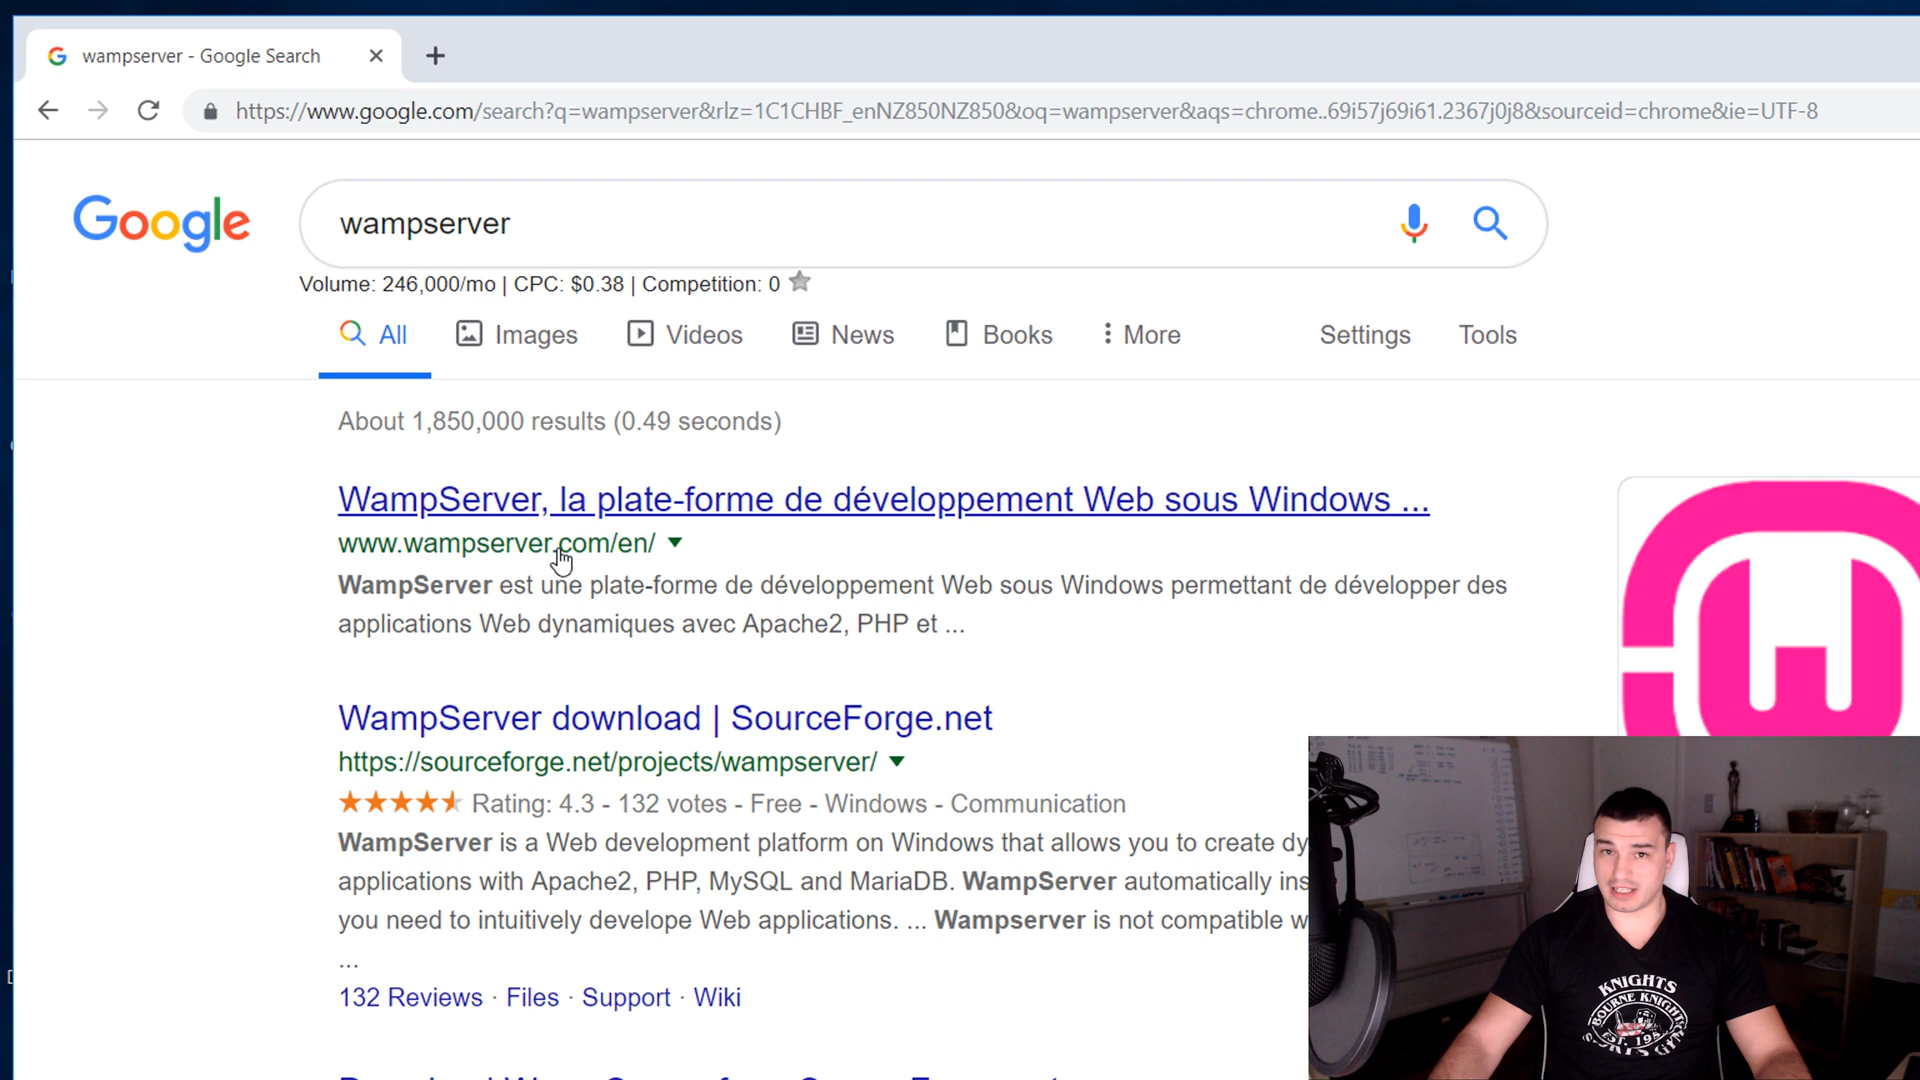 wampserver - Google Search
https://www.google.com/search?q=wampserver&rlz=1C1CHBF_enNZ850NZ850&oq=wampserver&aqs=chrome..69i57j69i61.2367j0j8&sourceid=chrome&ie=UTF-8
Google
wampserver
Volume: 246,000/mo | CPC: $0.38 | Competition: 0
All Images Videos News Books More Settings Tools
About 1,850,000 results (0.49 seconds)
WampServer, la plate-forme de développement Web sous Windows ...
www.wampserver.com/en/
WampServer est une plate-forme de développement Web sous Windows permettant de développer des
applications Web dynamiques avec Apache2, PHP et ...
WampServer download | SourceForge.net
https://sourceforge.net/projects/wampserver/
Rating: 4.3 - 132 votes - Free - Windows - Communication
WampServer is a Web development platform on Windows that allows you to create dy
applications with Apache2, PHP, MySQL and MariaDB. WampServer automatically ins
you need to intuitively develope Web applications. ... Wampserver is not compatible w
...
132 Reviews · Files · Support · Wiki
KNIGHTS
BOURNE KNIGHTS
EST. 195